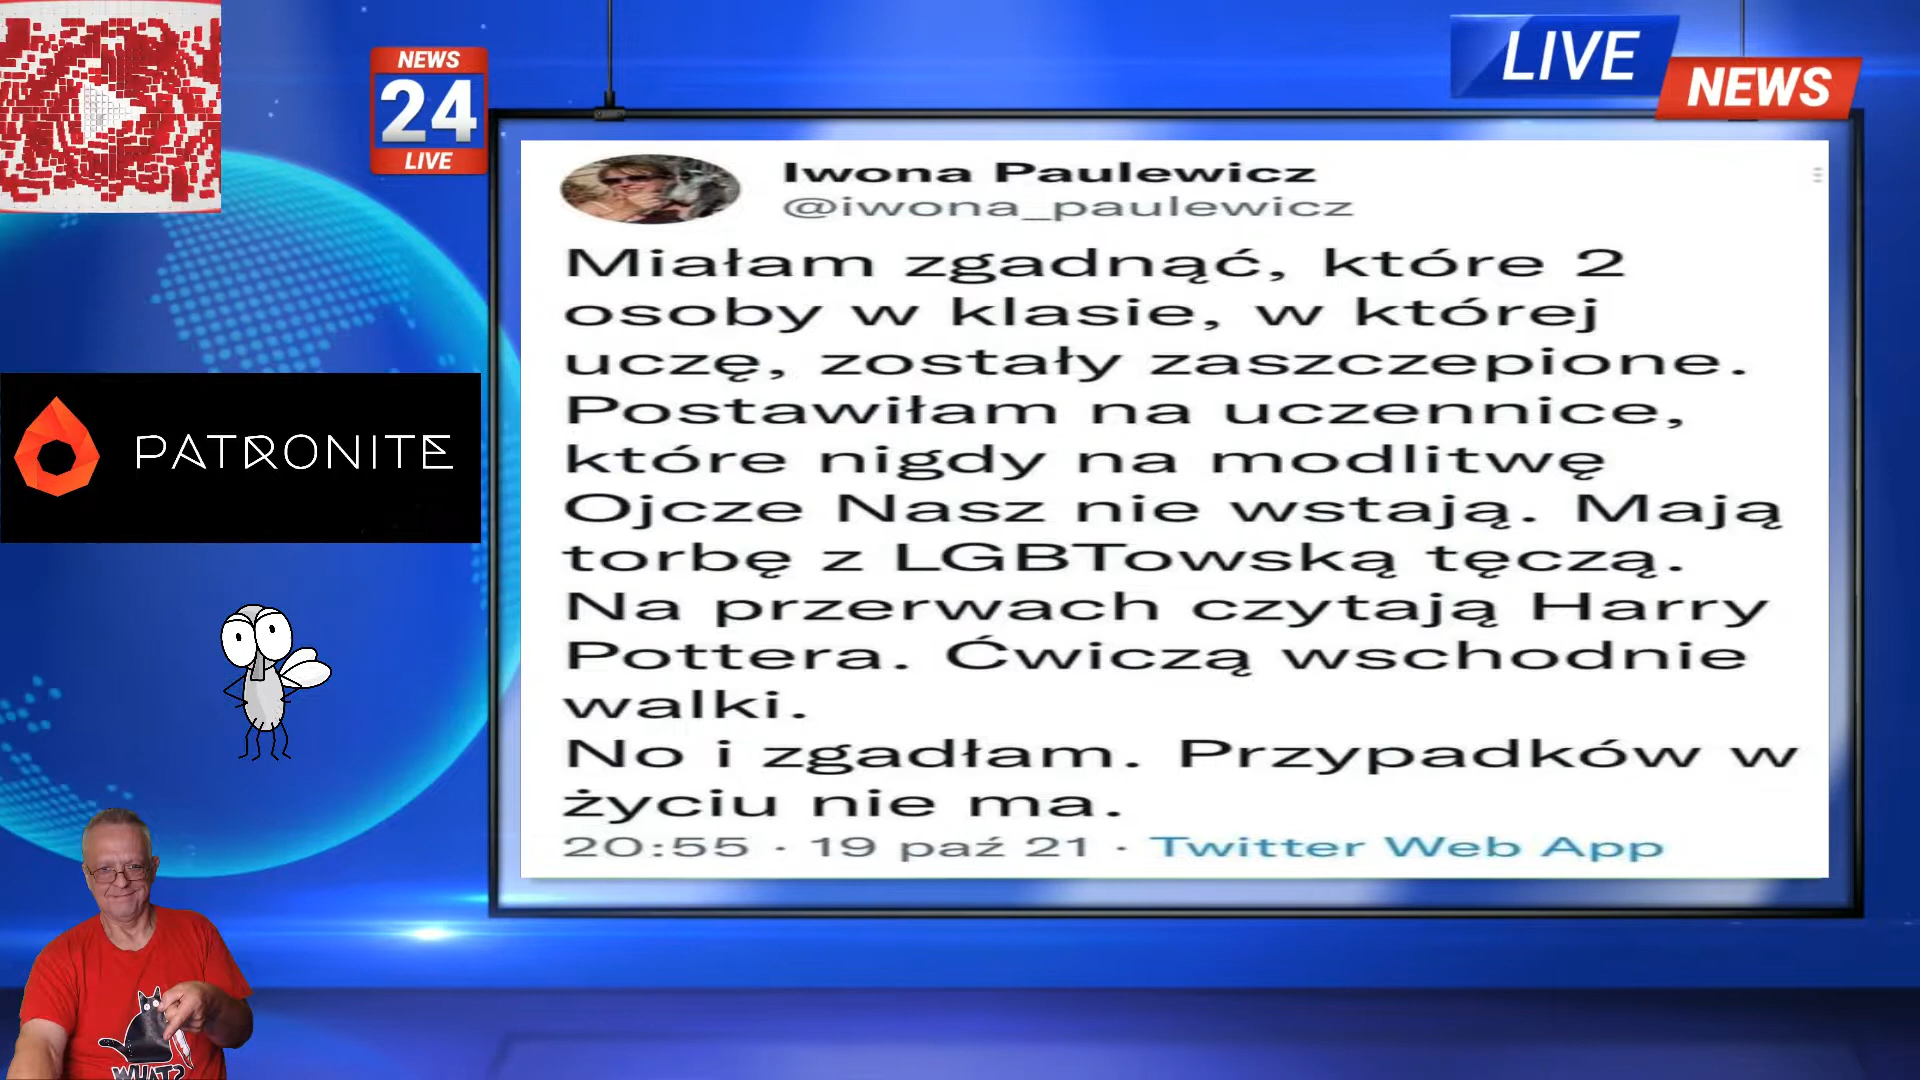 NEWS
24
LIVE
LIVE
NEWS
Iwona Paulewicz
@iwona_paulewicz
Miałam zgadnąć, które 2
osoby w klasie, w której
uczę, zostały zaszczepione.
Postawiłam na uczennice,
które nigdy na modlitwę
Ojcze Nasz nie wstają. Mają
torbę z LGBTowską tęczą.
Na przerwach czytają Harry
Pottera. Ćwiczą wschodnie
walki.
No i zgadłam. Przypadków w
życiu nie ma.
20:55 · 19 paź 21 · Twitter Web App
PATRONITE
WHAT?